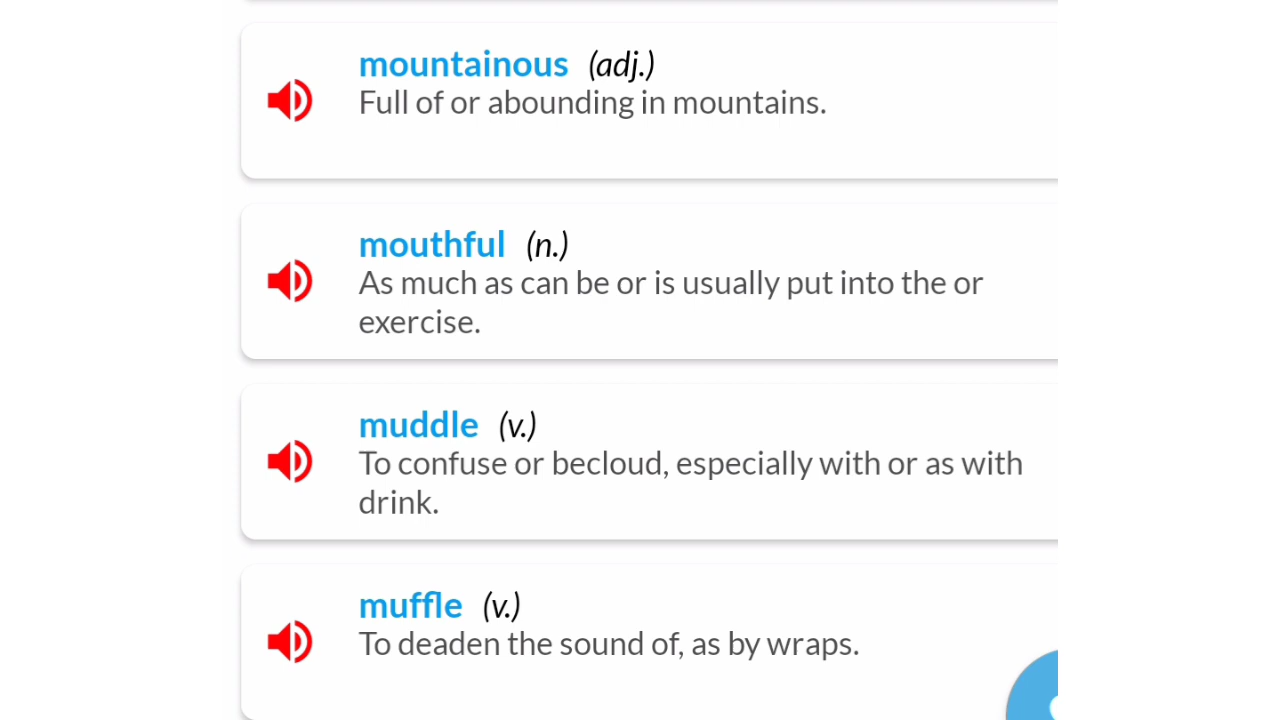 mountainous (adj.)
Full of or abounding in mountains.
mouthful (n.)
As much as can be or is usually put into the or
exercise.
muddle (v.)
To confuse or becloud, especially with or as with
drink.
muffle (v.)
To deaden the sound of, as by wraps.